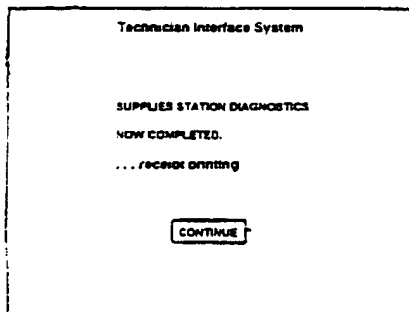 Technician Interface System
SUPPLIES STATION DIAGNOSTICS
NOW COMPLETED.
...receipt printing
CONTINUE